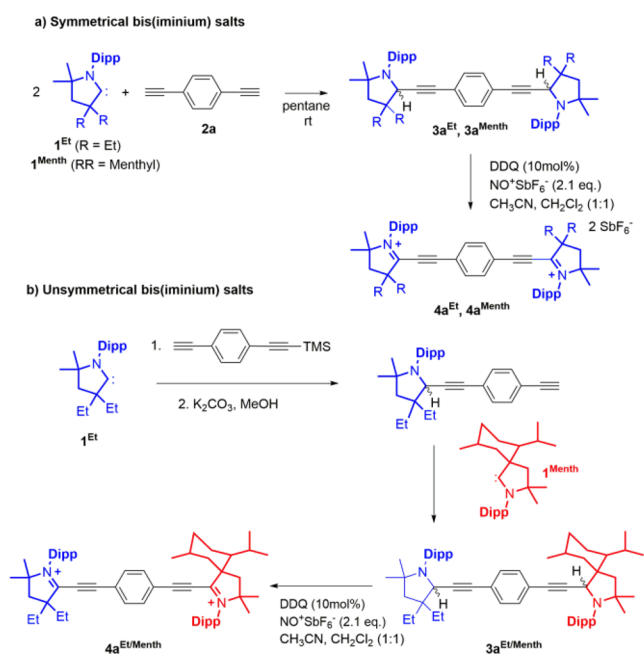 a) Symmetrical bis(iminium) salts
Dipp
N
2
:
R R
+
1^Et (R = Et)
1^Menth (RR = Menthyl)
2a
pentane
rt
Dipp
N
H
R R
R R
H
N
Dipp
3a^Et, 3a^Menth
DDQ (10mol%)
NO⁺SbF₆⁻ (2.1 eq.)
CH₃CN, CH₂Cl₂ (1:1)
2 SbF₆⁻
Dipp
N
+
R R
R R
N
+
Dipp
4a^Et, 4a^Menth
b) Unsymmetrical bis(iminium) salts
Dipp
N
:
Et Et
1^Et
1.
TMS
2. K₂CO₃, MeOH
Dipp
N
H
Et Et
1^Menth
:
N
Dipp
Dipp
N
+
Et Et
N
+
Dipp
4a^Et/Menth
DDQ (10mol%)
NO⁺SbF₆⁻ (2.1 eq.)
CH₃CN, CH₂Cl₂ (1:1)
Dipp
N
H
Et Et
H
N
Dipp
3a^Et/Menth